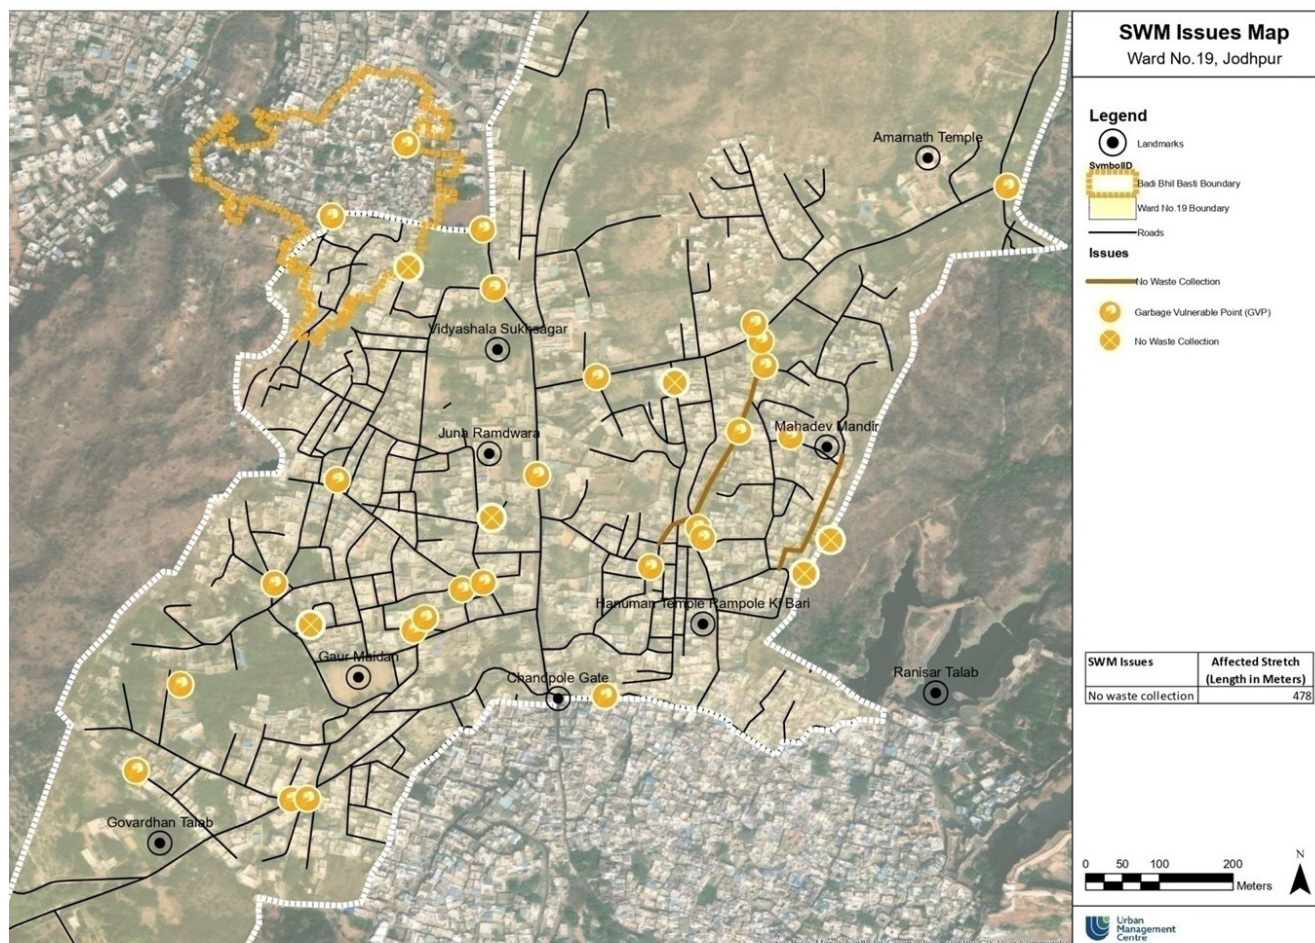 SWM Issues Map
Ward No.19, Jodhpur
Legend
Landmarks
SymbolID
Badi Bhil Basti Boundary
Ward No.19 Boundary
Roads
Issues
No Waste Collection
Garbage Vulnerable Point (GVP)
No Waste Collection
Amarnath Temple
Vidyashala Sukhsagar
Juna Ramdwara
Mahadev Mandir
Hanuman Temple Rampole Ki Bari
Gaur Maidan
Chandpole Gate
Ranisar Talab
Govardhan Talab
SWM Issues Affected Stretch
(Length in Meters)
No waste collection 478
0 50 100 200
Meters
N
Urban
Management
Centre